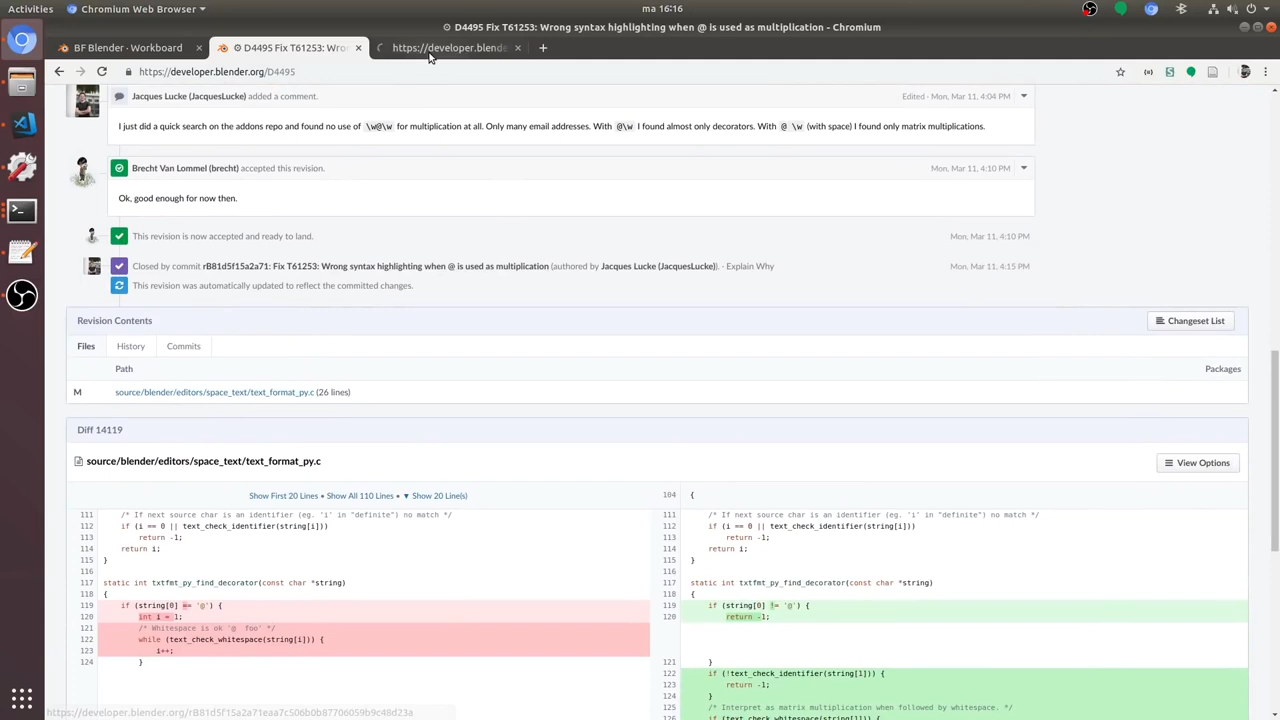 Activities
Chromium Web Browser
ma 16:16
D4495 Fix T61253: Wrong syntax highlighting when @ is used as multiplication - Chromium
BF Blender - Workboard
D4495 Fix T61253: Wro
https://developer.blende
https://developer.blender.org/D4495
Jacques Lucke (JacquesLucke) added a comment.
Edited · Mon, Mar 11, 4:04 PM
I just did a quick search on the addons repo and found no use of \w@\w for multiplication at all. Only many email addresses. With @\w I found almost only decorators. With @ \w (with space) I found only matrix multiplications.
Brecht Van Lommel (brecht) accepted this revision.
Mon, Mar 11, 4:10 PM
Ok, good enough for now then.
This revision is now accepted and ready to land.
Mon, Mar 11, 4:10 PM
Closed by commit rB81d5f15a2a71: Fix T61253: Wrong syntax highlighting when @ is used as multiplication (authored by Jacques Lucke (JacquesLucke)). · Explain Why
Mon, Mar 11, 4:15 PM
This revision was automatically updated to reflect the committed changes.
Revision Contents
Changeset List
Files
History
Commits
Path
Packages
M
source/blender/editors/space_text/text_format_py.c (26 lines)
Diff 14119
source/blender/editors/space_text/text_format_py.c
View Options
Show First 20 Lines • Show All 110 Lines • ▼ Show 20 Line(s)
104 {
111 /* If next source char is an identifier (eg. 'i' in "definite") no match */
112 if (i == 0 || text_check_identifier(string[i]))
113 return -1;
114 return i;
115 }
116
117 static int txtfmt_py_find_decorator(const char *string)
118 {
119 if (string[0] == '@') {
120 int i = 1;
121 /* Whitespace is ok '@  foo' */
122 while (text_check_whitespace(string[i])) {
123 i++;
124 }
111 /* If next source char is an identifier (eg. 'i' in "definite") no match */
112 if (i == 0 || text_check_identifier(string[i]))
113 return -1;
114 return i;
115 }
116
117 static int txtfmt_py_find_decorator(const char *string)
118 {
119 if (string[0] != '@') {
120 return -1;
121 }
122 if (!text_check_identifier(string[1])) {
123 return -1;
124 }
125 /* Interpret as matrix multiplication when followed by whitespace. */
126 if (text_check_whitespace(string[1])) {
https://developer.blender.org/rB81d5f15a2a71eaa7c506b0b87706059b9c48d23a